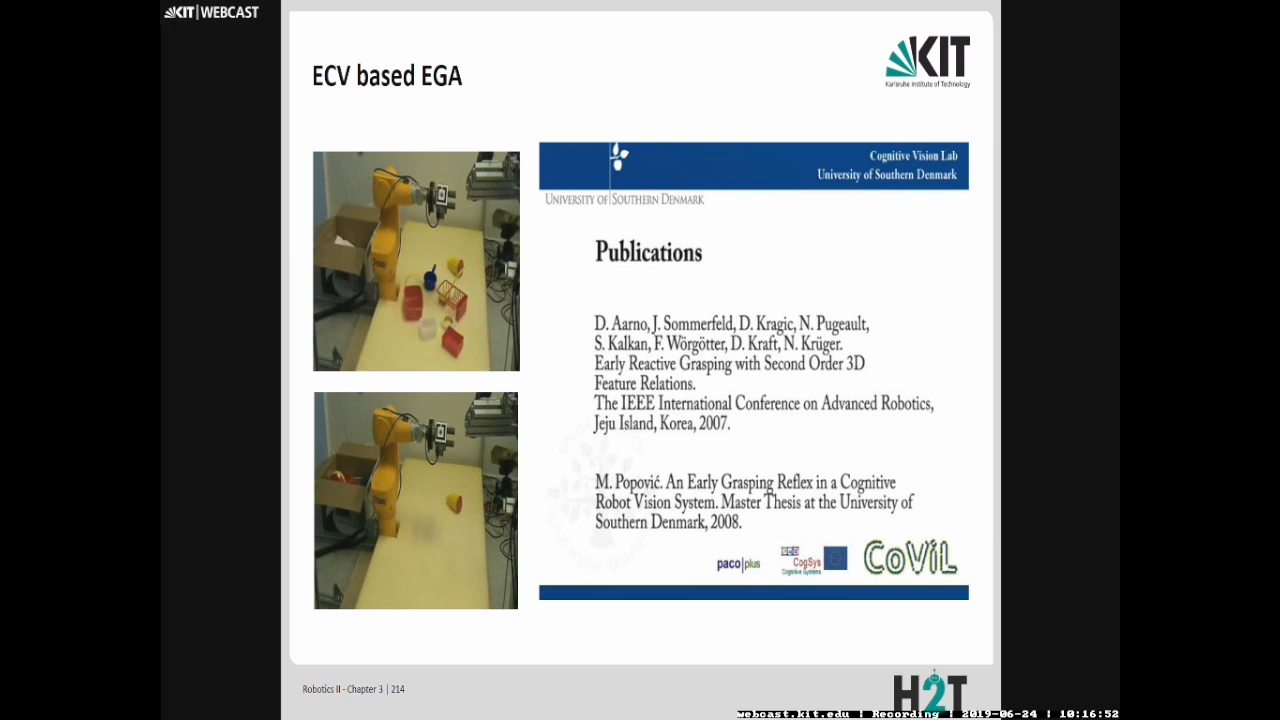 KIT | WEBCAST
ECV based EGA
KIT
Karlsruhe Institute of Technology
Cognitive Vision Lab
University of Southern Denmark
UNIVERSITY OF SOUTHERN DENMARK
Publications
D. Aarno, J. Sommerfeld, D. Kragic, N. Pugeault,
S. Kalkan, F. Wörgötter, D. Kraft, N. Krüger.
Early Reactive Grasping with Second Order 3D
Feature Relations.
The IEEE International Conference on Advanced Robotics,
Jeju Island, Korea, 2007.
M. Popović. An Early Grasping Reflex in a Cognitive
Robot Vision System. Master Thesis at the University of
Southern Denmark, 2008.
paco|plus
CogSys
Cognitive Systems
CoViL
Robotics II - Chapter 3 | 214
H2T
webcast.kit.edu | Recording | 2019-06-24 | 10:16:52